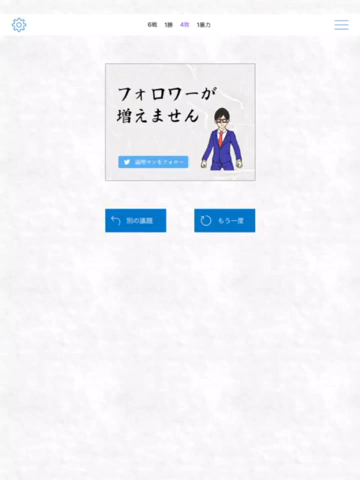 6戦 1勝 4敗 1暴力
フォロワーが
増えません
論理マンをフォロー
別の議題
もう一度